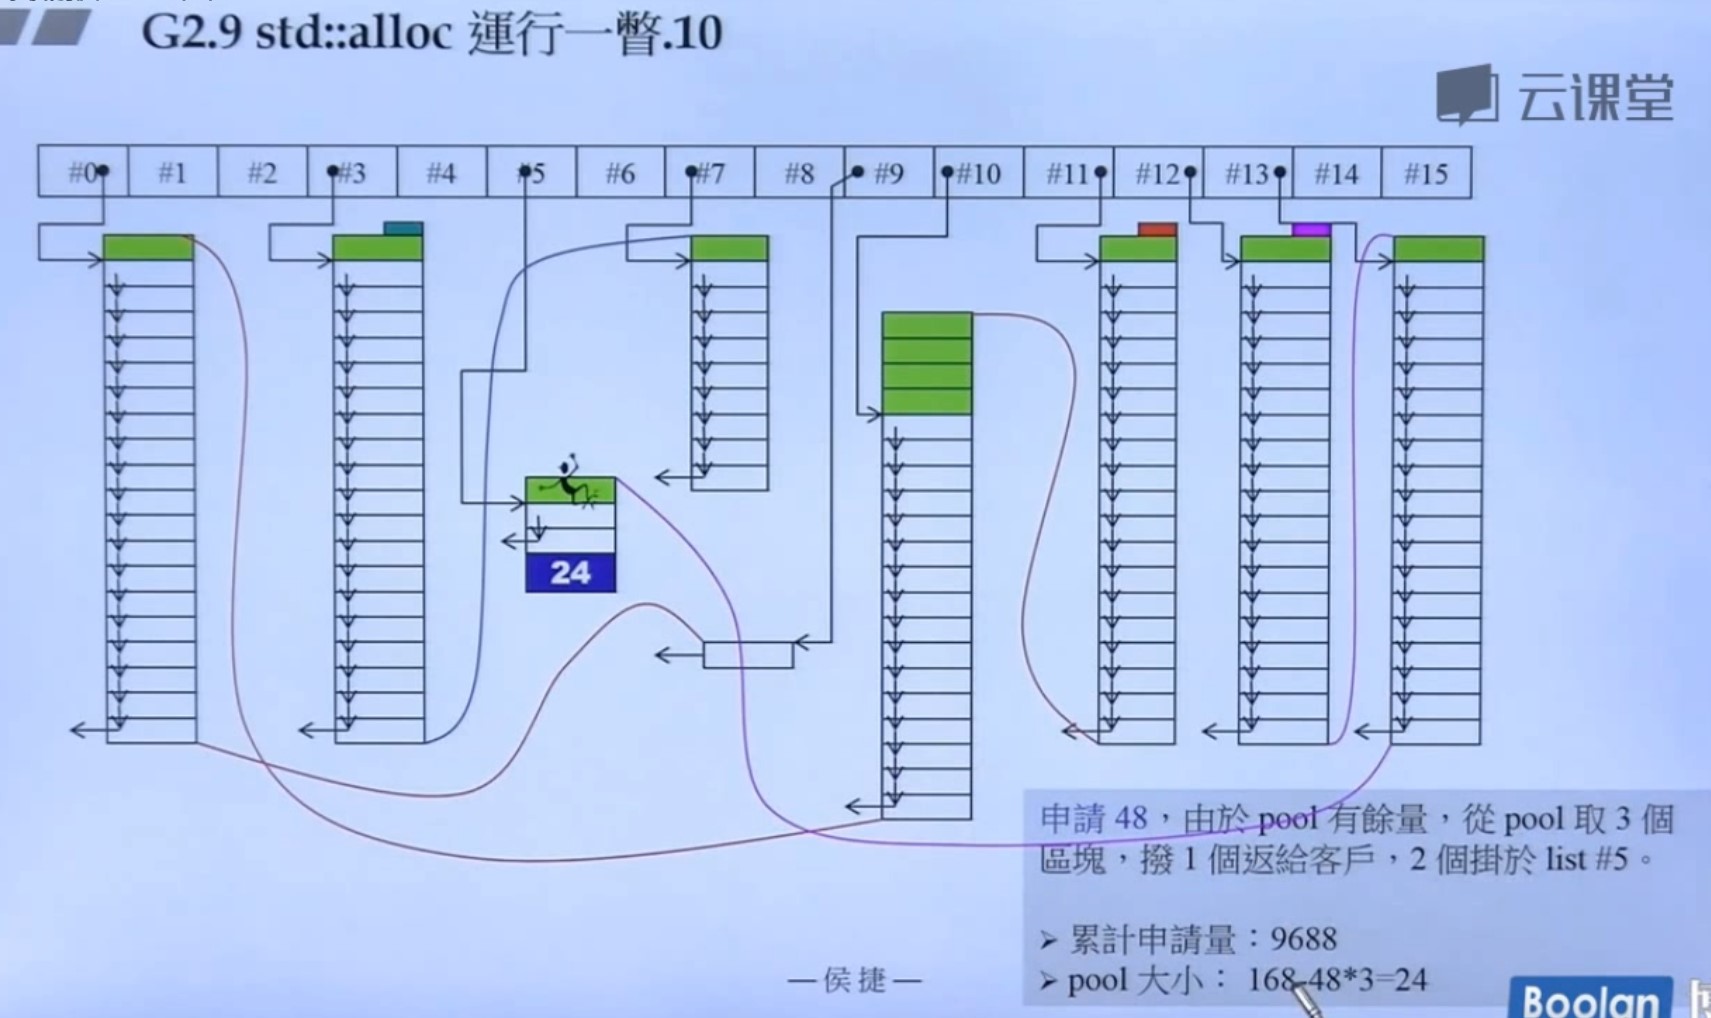 G2.9 std::alloc 運行一瞥.10
云课堂
#0 #1 #2 #3 #4 #5 #6 #7 #8 #9 #10 #11 #12 #13 #14 #15
24
申請 48，由於 pool 有餘量，從 pool 取 3 個
區塊，撥 1 個返給客戶，2 個掛於 list #5。
➢ 累計申請量：9688
➢ pool 大小： 168-48*3=24
—侯捷—
Boolan